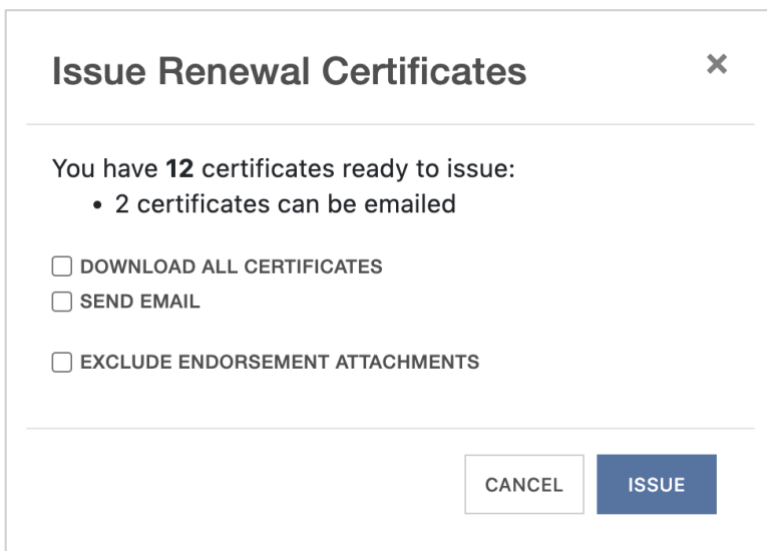 Issue Renewal Certificates
×
You have 12 certificates ready to issue:
• 2 certificates can be emailed
DOWNLOAD ALL CERTIFICATES
SEND EMAIL
EXCLUDE ENDORSEMENT ATTACHMENTS
CANCEL ISSUE